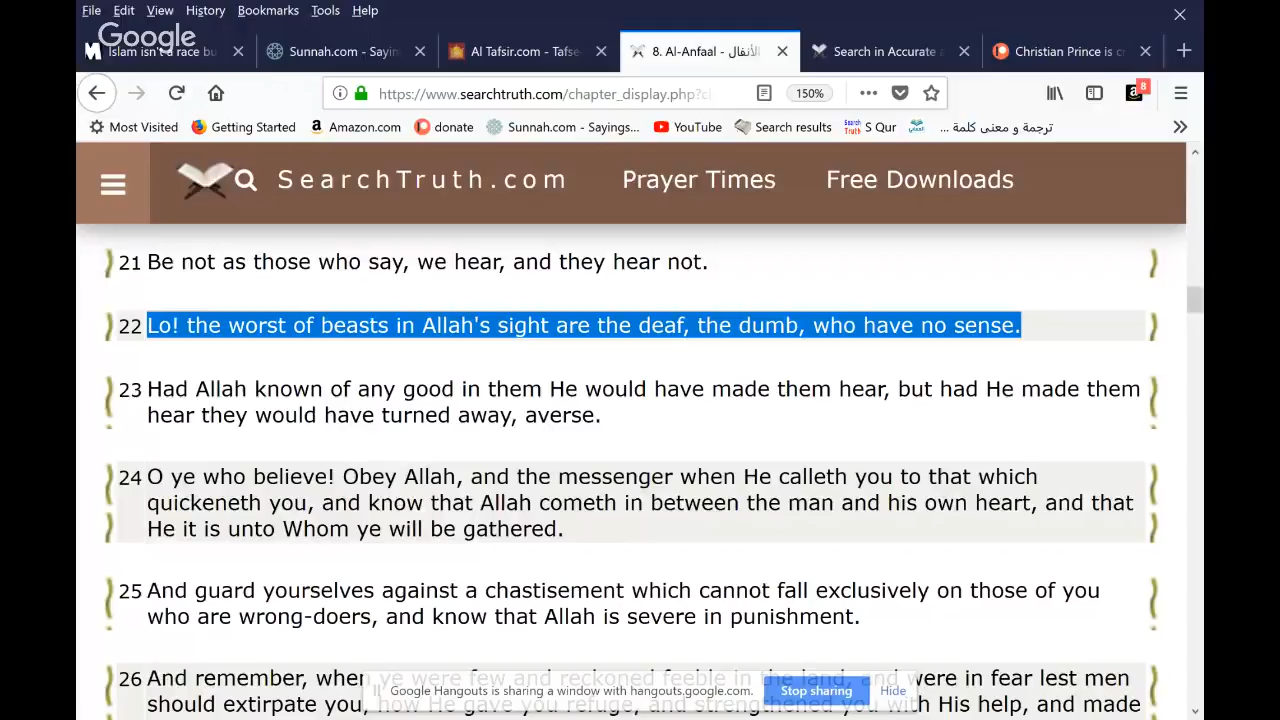 File Edit View History Bookmarks Tools Help
Google
Islam isn't a race bu
Sunnah.com - Sayin
Al Tafsir.com - Tafse
8. Al-Anfaal - الأنفال
Search in Accurate
Christian Prince is c
https://www.searchtruth.com/chapter_display.php?c
150%
8
Most Visited Getting Started Amazon.com donate Sunnah.com - Sayings... YouTube Search results Search Truth S Qur ترجمة و معنى كلمة ...
SearchTruth.com Prayer Times Free Downloads
21 Be not as those who say, we hear, and they hear not.
22 Lo! the worst of beasts in Allah's sight are the deaf, the dumb, who have no sense.
23 Had Allah known of any good in them He would have made them hear, but had He made them
hear they would have turned away, averse.
24 O ye who believe! Obey Allah, and the messenger when He calleth you to that which
quickeneth you, and know that Allah cometh in between the man and his own heart, and that
He it is unto Whom ye will be gathered.
25 And guard yourselves against a chastisement which cannot fall exclusively on those of you
who are wrong-doers, and know that Allah is severe in punishment.
26 And remember, when ye were few and reckoned feeble in the land, and were in fear lest men
should extirpate you, how He gave you refuge, and strengthened you with His help, and made
Google Hangouts is sharing a window with hangouts.google.com. Stop sharing Hide